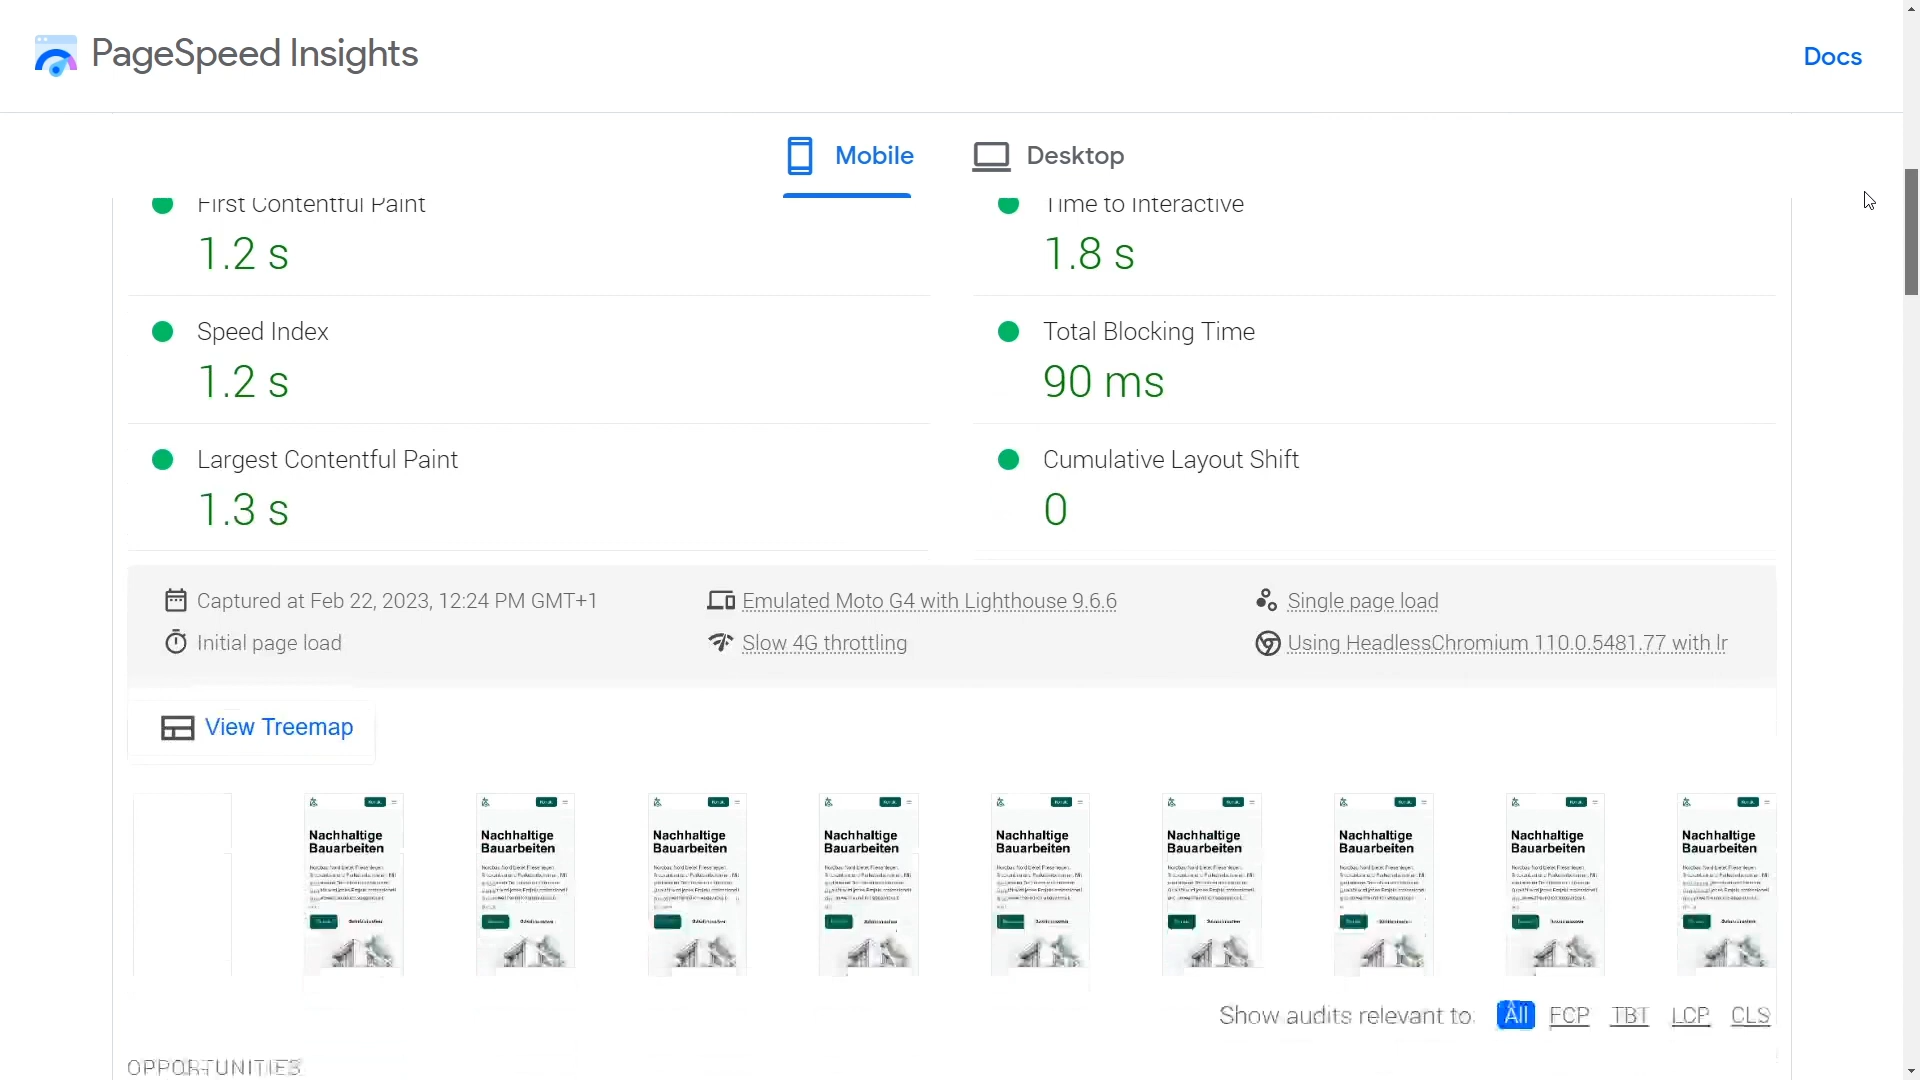 PageSpeed Insights
Docs
Mobile
Desktop
First Contentful Paint
1.2 s
Time to Interactive
1.8 s
Speed Index
1.2 s
Total Blocking Time
90 ms
Largest Contentful Paint
1.3 s
Cumulative Layout Shift
0
Captured at Feb 22, 2023, 12:24 PM GMT+1
Emulated Moto G4 with Lighthouse 9.6.6
Single page load
Initial page load
Slow 4G throttling
Using HeadlessChromium 110.0.5481.77 with lr
View Treemap
Nachhaltige
Bauarbeiten
Nachhaltige
Bauarbeiten
Nachhaltige
Bauarbeiten
Nachhaltige
Bauarbeiten
Nachhaltige
Bauarbeiten
Nachhaltige
Bauarbeiten
Nachhaltige
Bauarbeiten
Nachhaltige
Bauarbeiten
Nachhaltige
Bauarbeiten
Show audits relevant to:
All FCP TBT LCP CLS
OPPORTUNITIES